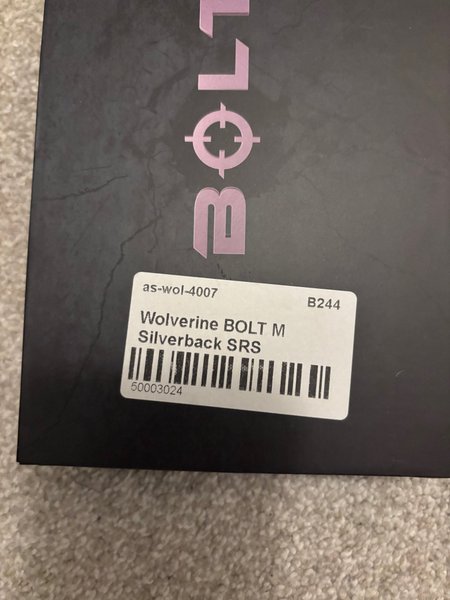 BOLT
as-wol-4007 B244
Wolverine BOLT M
Silverback SRS
50003024